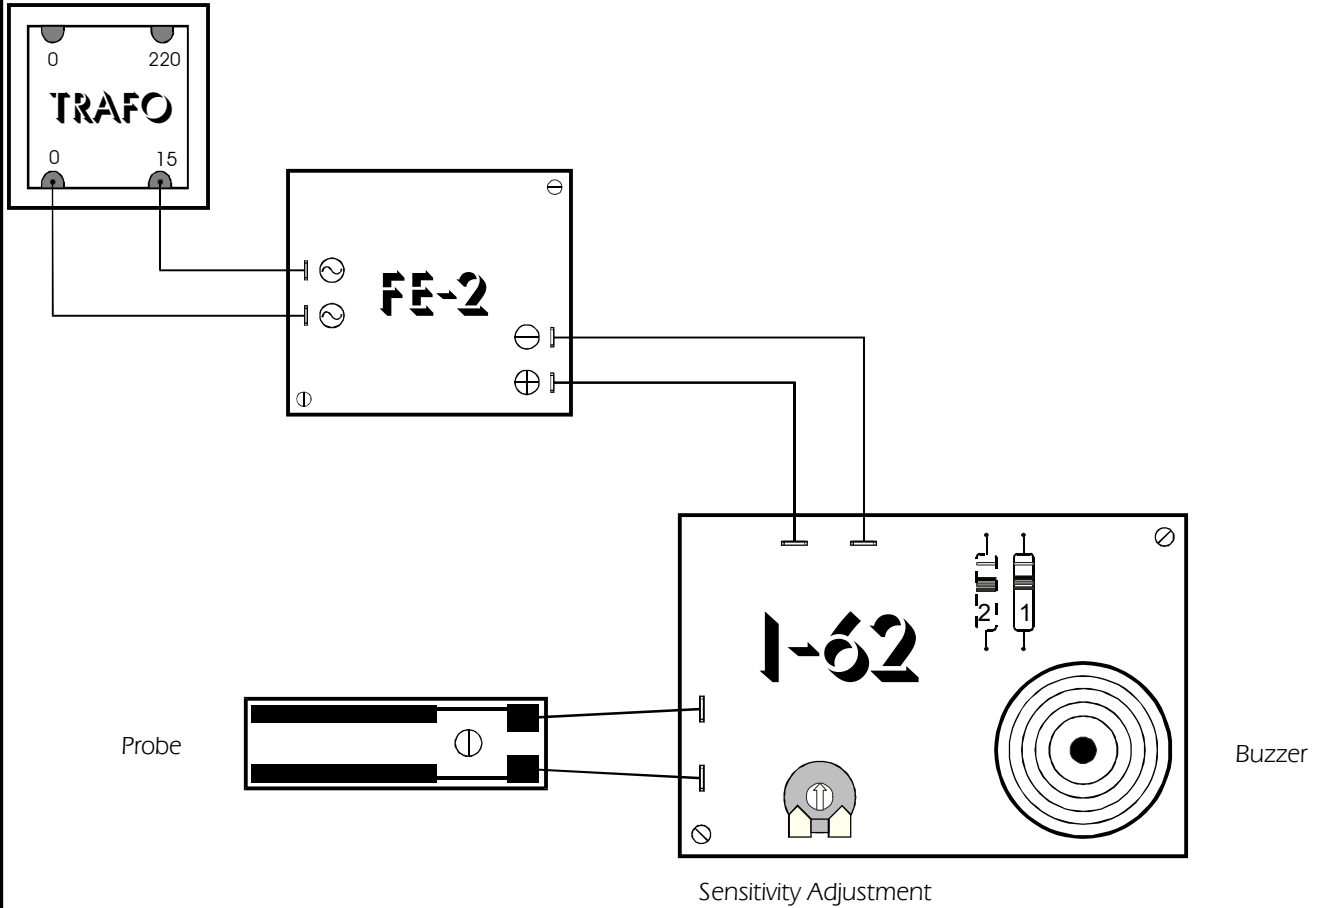 0 220
TRAFO
0 15
FE-2
2 1
I-62
Probe
Buzzer
Sensitivity Adjustment